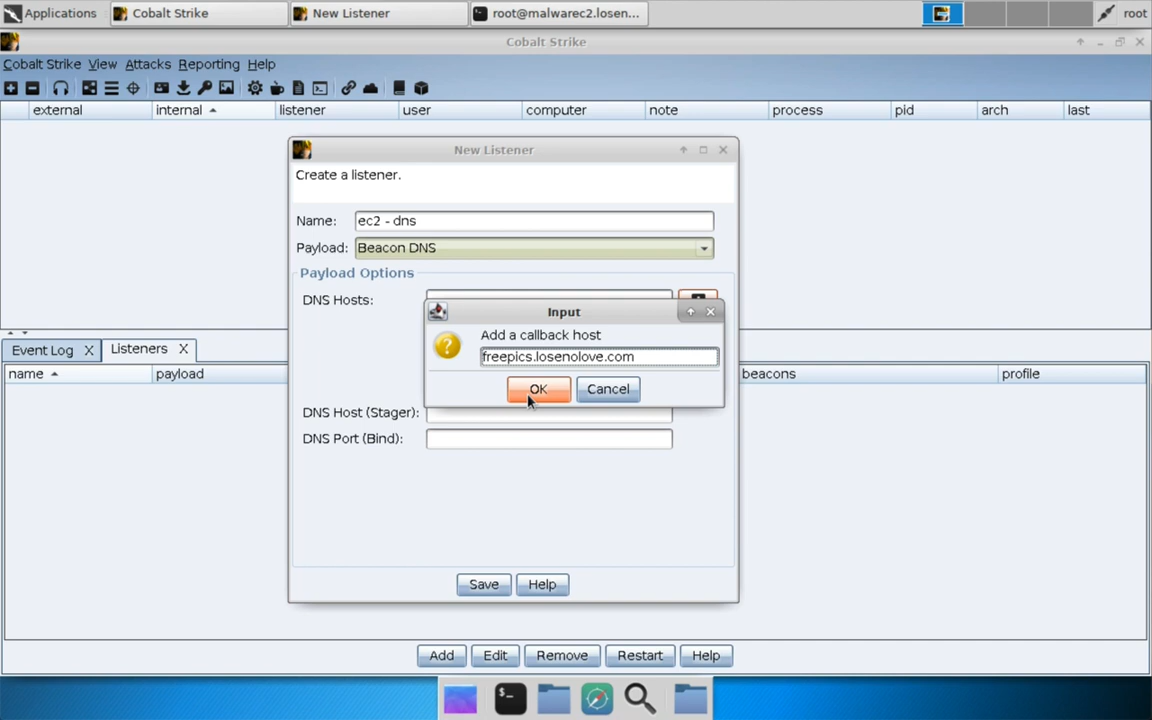 Applications
Cobalt Strike
New Listener
root@malwarec2.losen...
root
Cobalt Strike
Cobalt Strike View Attacks Reporting Help
external internal listener user computer note process pid arch last
New Listener
Create a listener.
Name: ec2 - dns
Payload: Beacon DNS
Payload Options
DNS Hosts:
Input
Add a callback host
freepics.losenolove.com
OK Cancel
DNS Host (Stager):
DNS Port (Bind):
Save Help
Event Log X Listeners X
name payload beacons profile
Add Edit Remove Restart Help